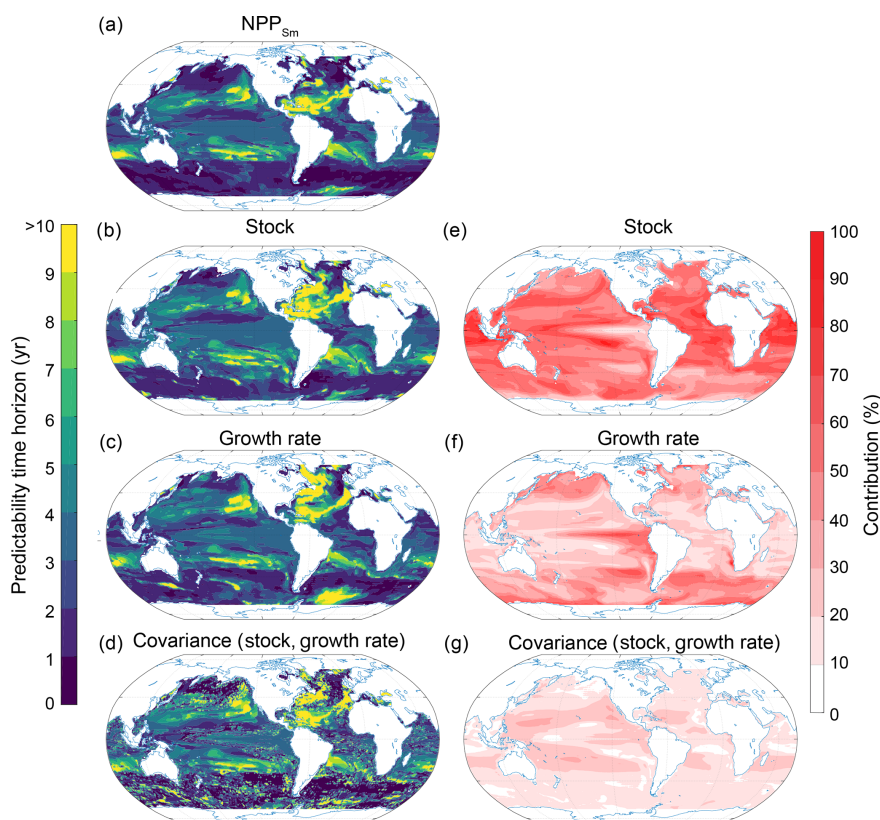 (a) NPP_Sm
(b) Stock
(e) Stock
(c) Growth rate
(f) Growth rate
(d) Covariance (stock, growth rate)
(g) Covariance (stock, growth rate)
Predictability time horizon (yr)
>10
9
8
7
6
5
4
3
2
1
0
Contribution (%)
100
90
80
70
60
50
40
30
20
10
0